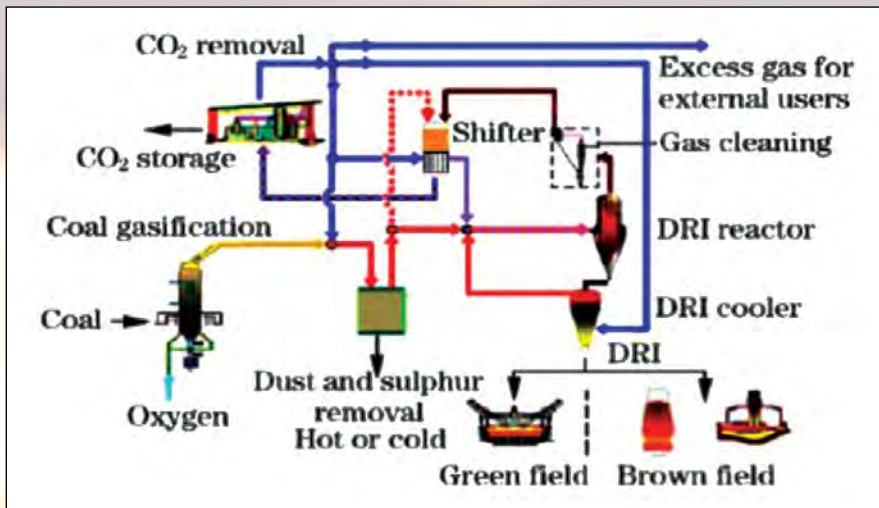 CO₂ removal
Excess gas for
external users
Shifter
Gas cleaning
CO₂ storage
Coal gasification
DRI reactor
Coal
DRI cooler
DRI
Dust and sulphur
removal
Hot or cold
Oxygen
Green field
Brown field